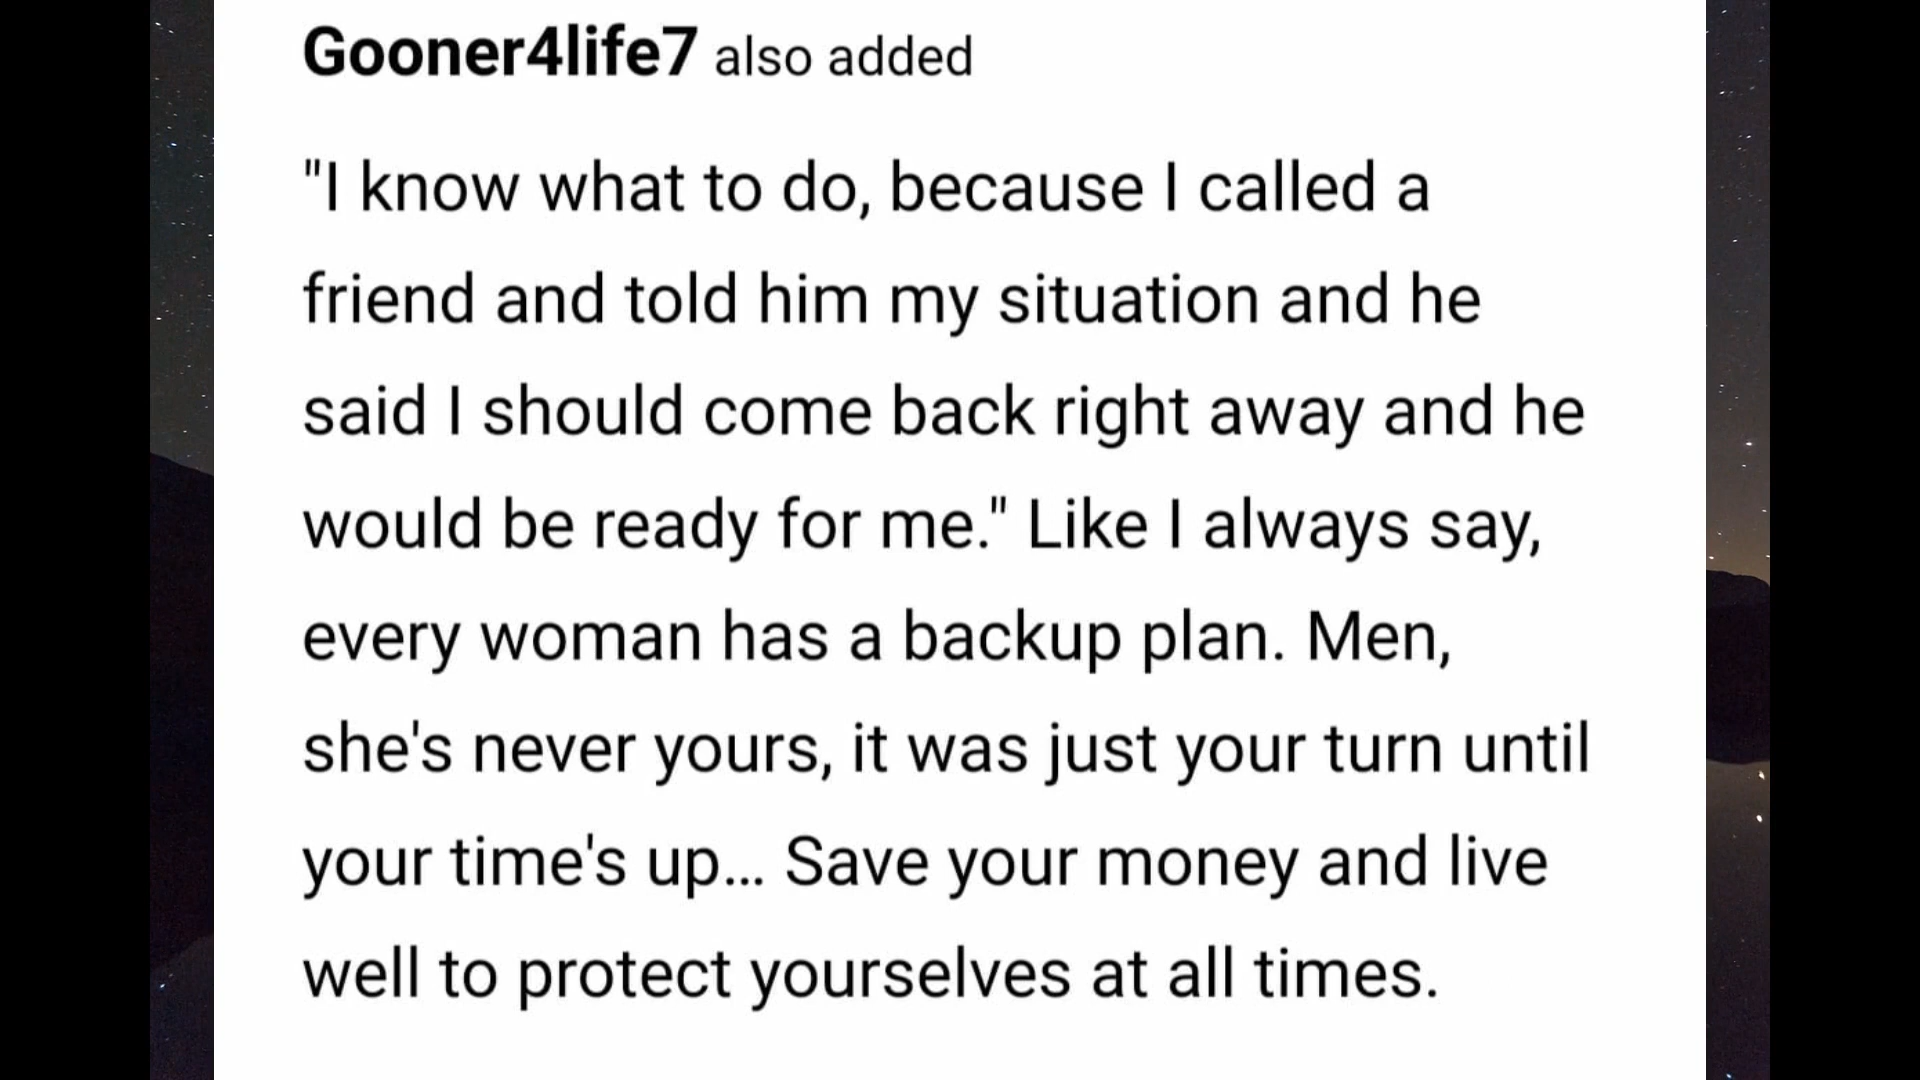 Gooner4life7 also added
"I know what to do, because I called a
friend and told him my situation and he
said I should come back right away and he
would be ready for me." Like I always say,
every woman has a backup plan. Men,
she's never yours, it was just your turn until
your time's up... Save your money and live
well to protect yourselves at all times.